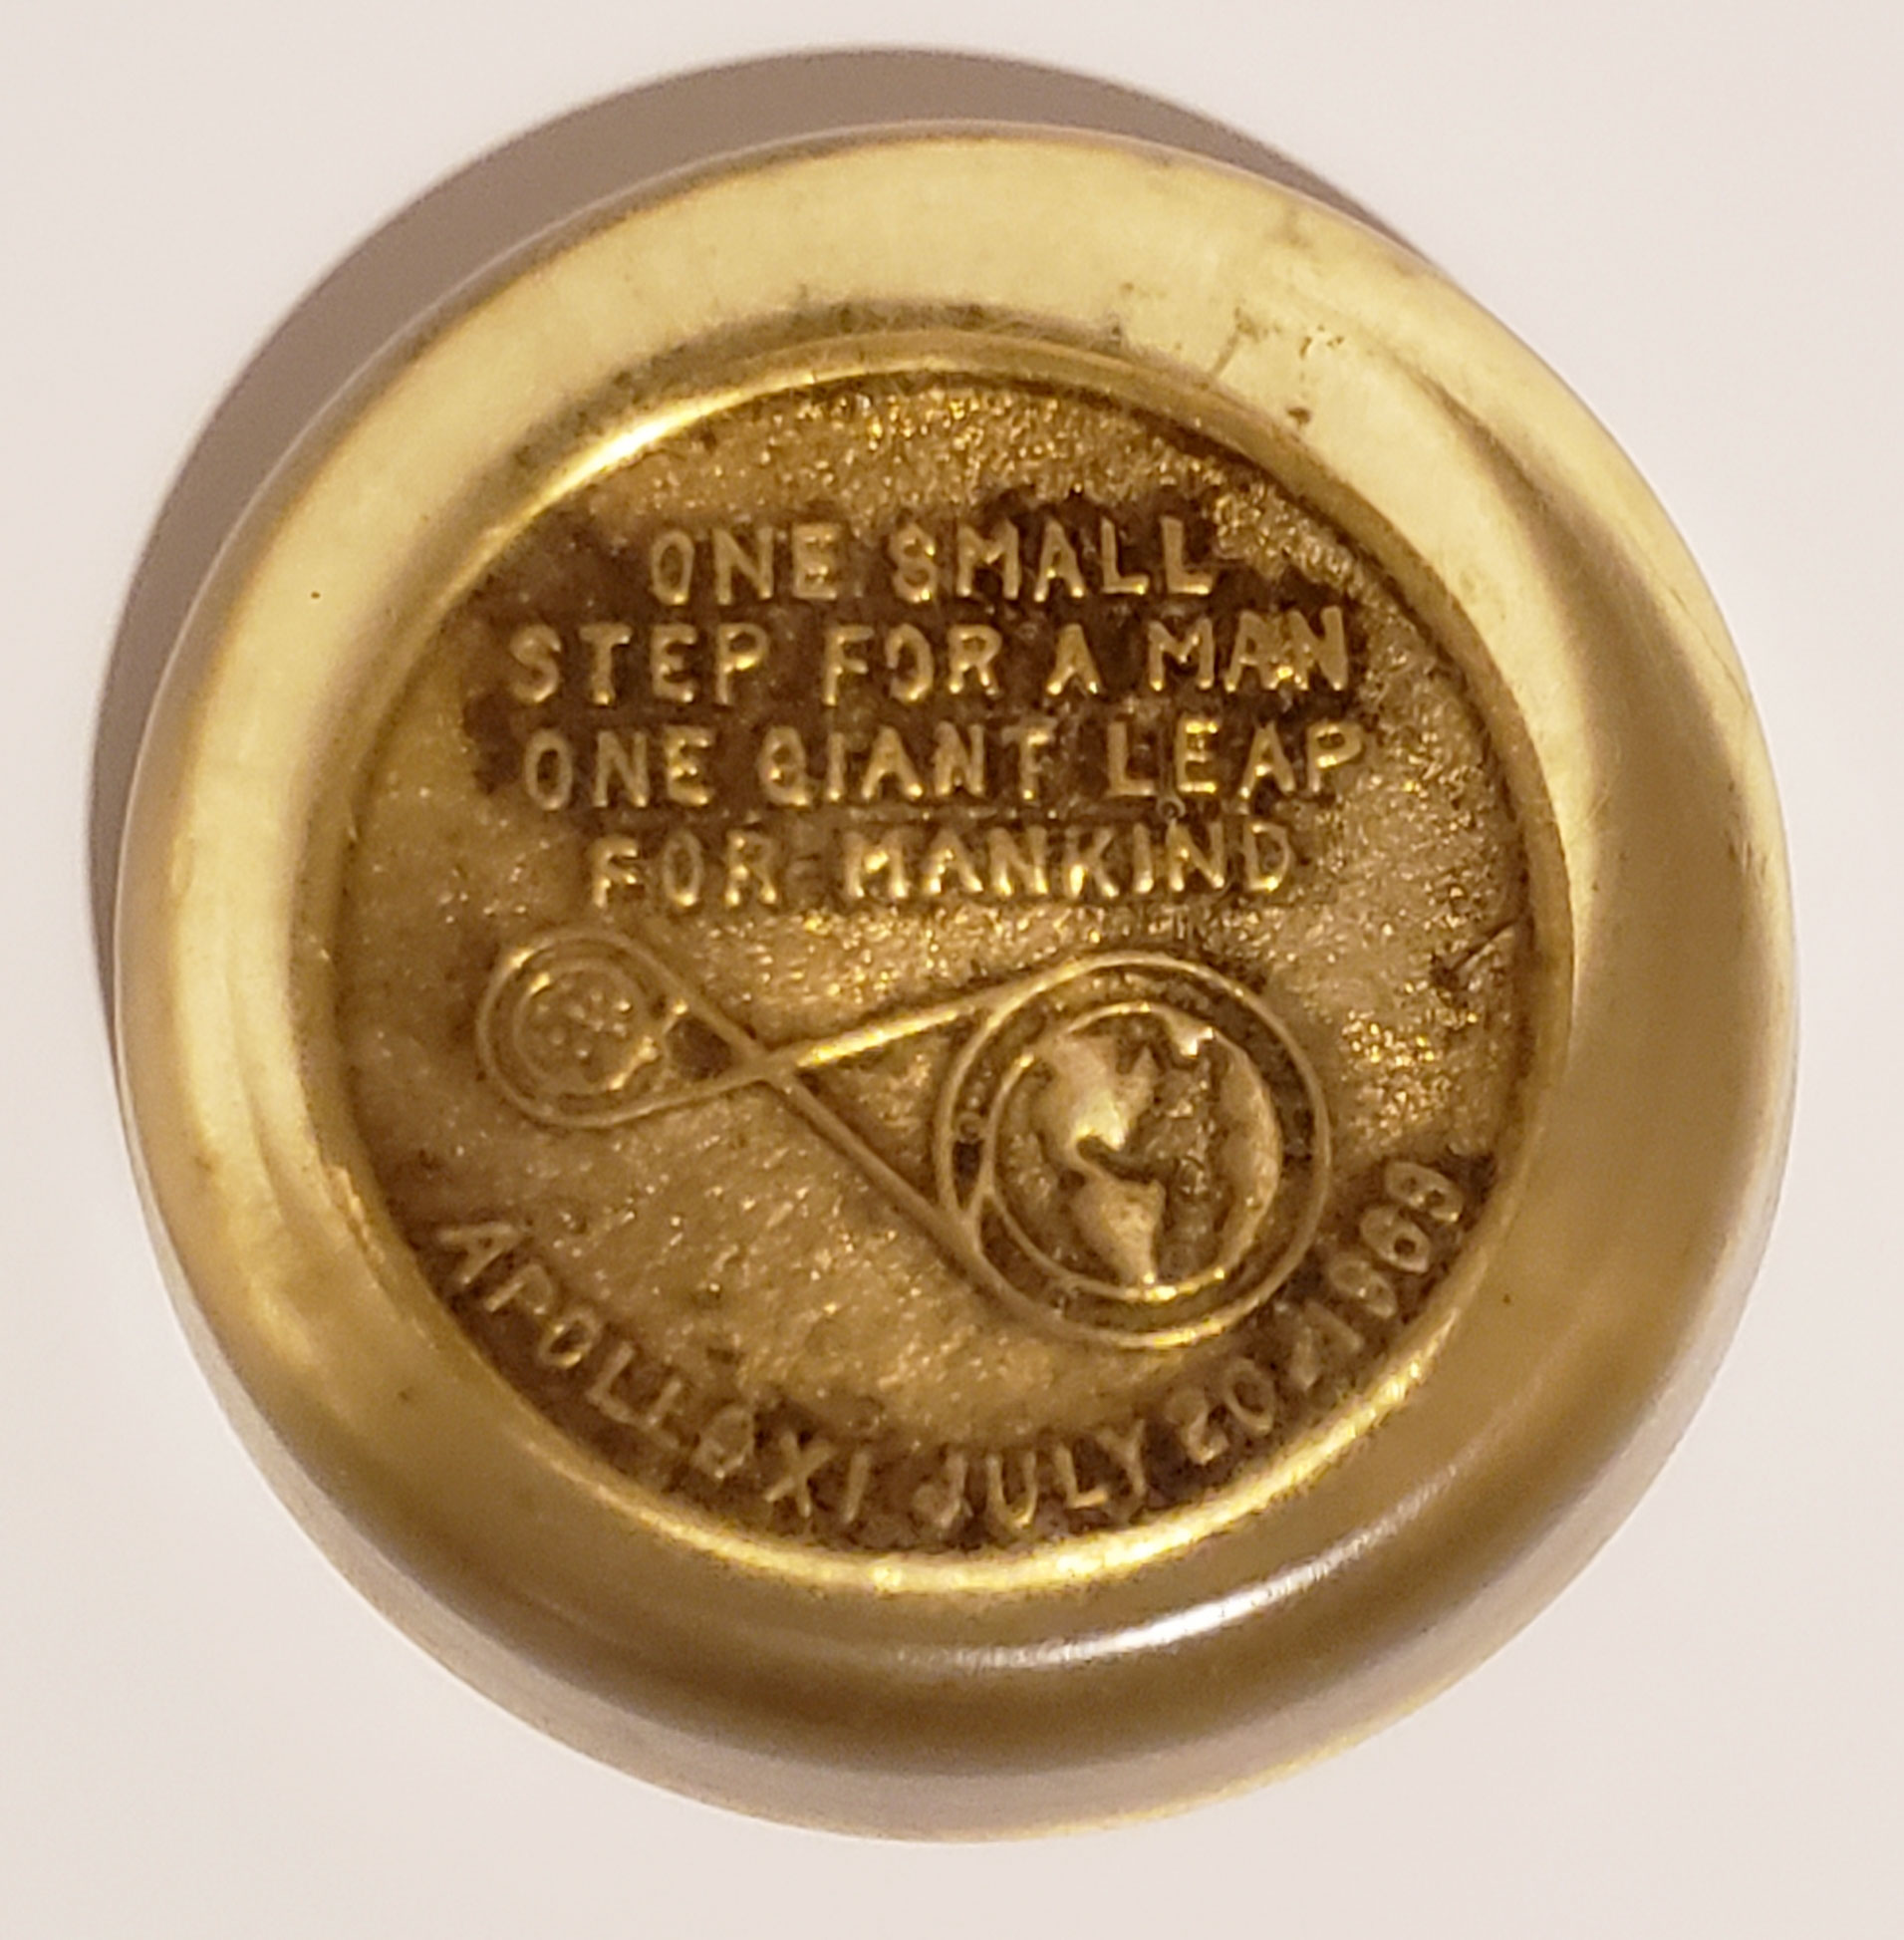 ONE SMALL
STEP FOR A MAN
ONE GIANT LEAP
FOR MANKIND
APOLLO XI JULY 20, 1969